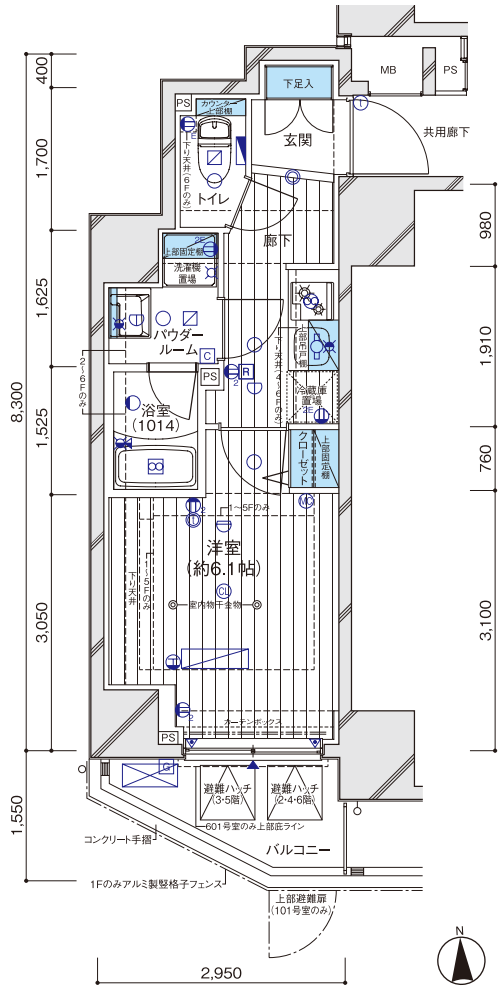 MB
PS
共用廊下
下足入
玄関
PS
カウンター
上部棚
E
トイレ
下り天井(6Fのみ)
廊下
2E
上部固定棚
洗濯機
置場
パウダー
ルーム
C
PS
2
R
上部吊戸棚
下り天井(4~6Fのみ)
冷蔵庫
置場
2E
2~6Fのみ
浴室
(1014)
クローゼット
上部固定棚
MC
2
1~5Fのみ
洋室
(約6.1帖)
CL
室内物干金物
下り天井
1~5Fのみ
2
カーテンボックス
PS
G
避難ハッチ
(3・5階)
避難ハッチ
(2・4・6階)
601号室のみ上部庇ライン
バルコニー
コンクリート手摺
1Fのみアルミ製竪格子フェンス
上部避難扉
(101号室のみ)
400
1,700
1,625
1,525
3,050
8,300
1,550
980
1,910
760
3,100
2,950
N